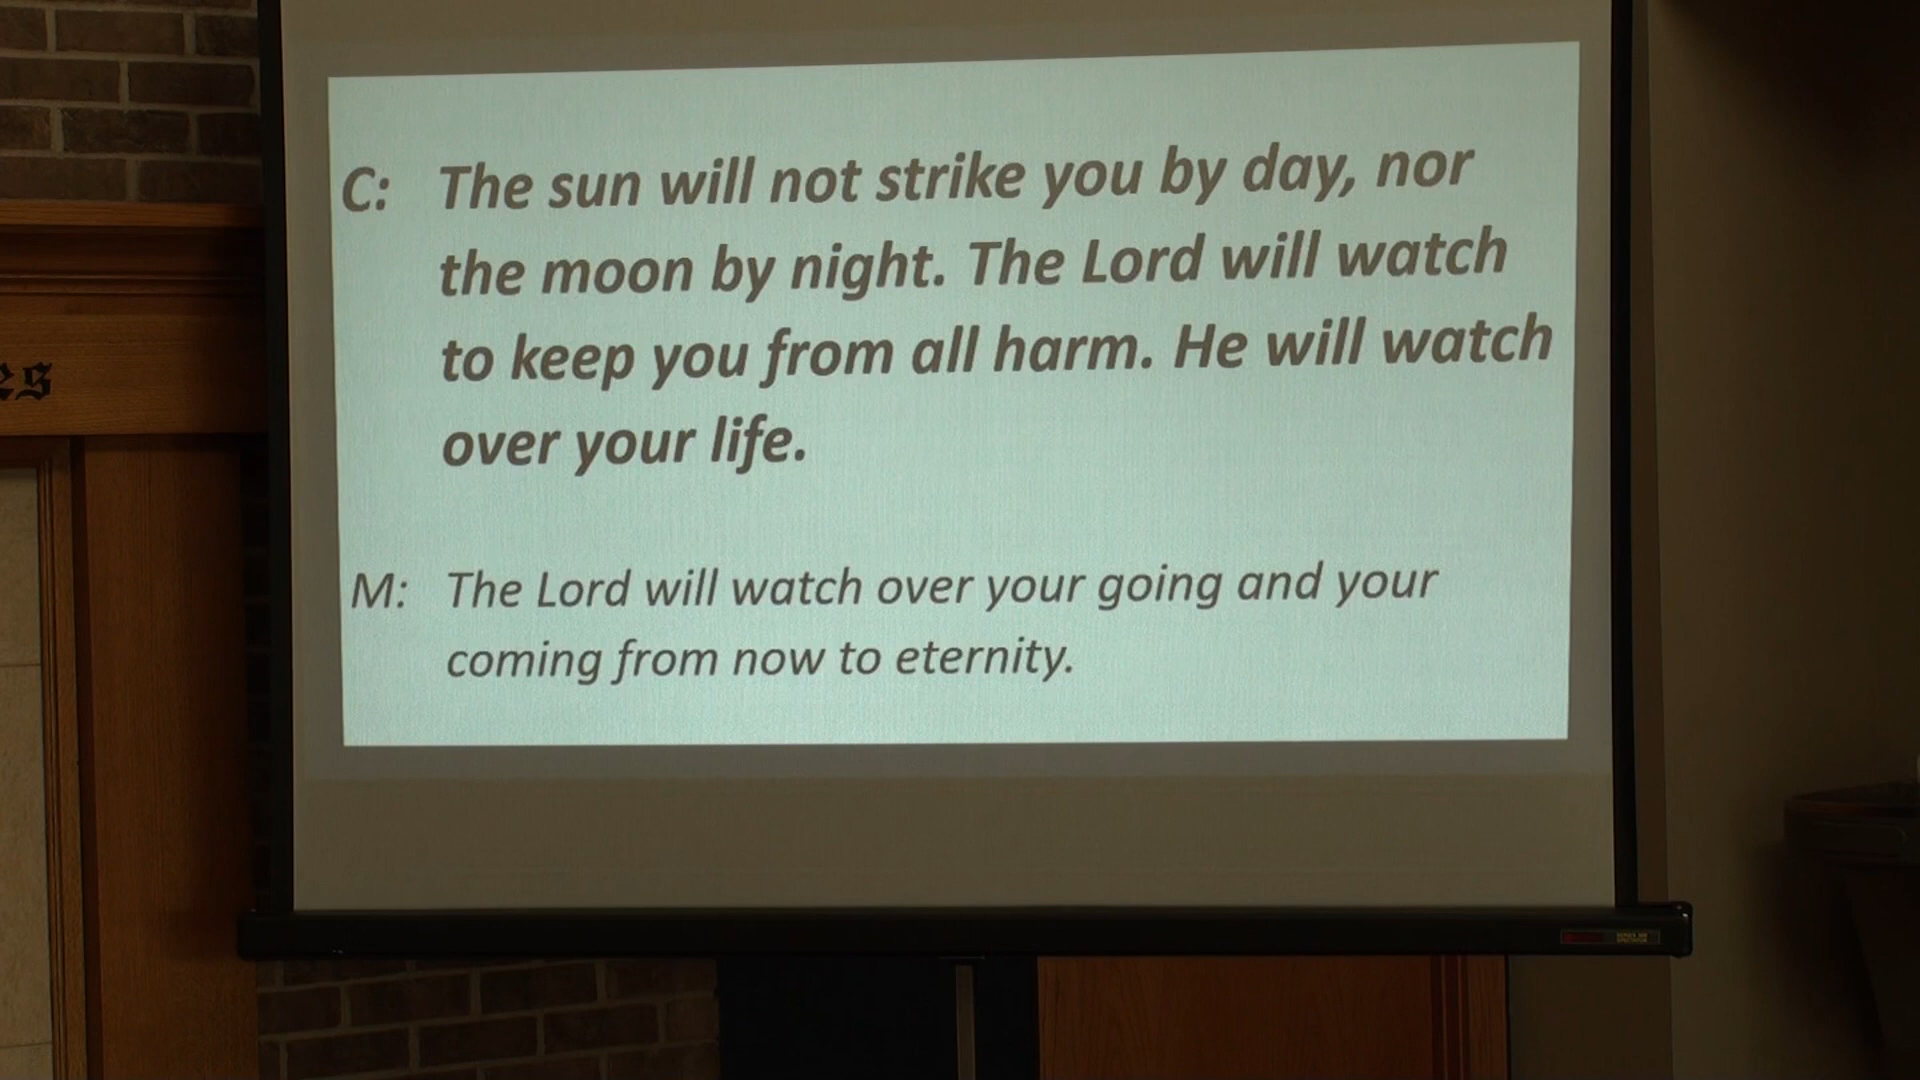 es
C: The sun will not strike you by day, nor
the moon by night. The Lord will watch
to keep you from all harm. He will watch
over your life.
M: The Lord will watch over your going and your
coming from now to eternity.